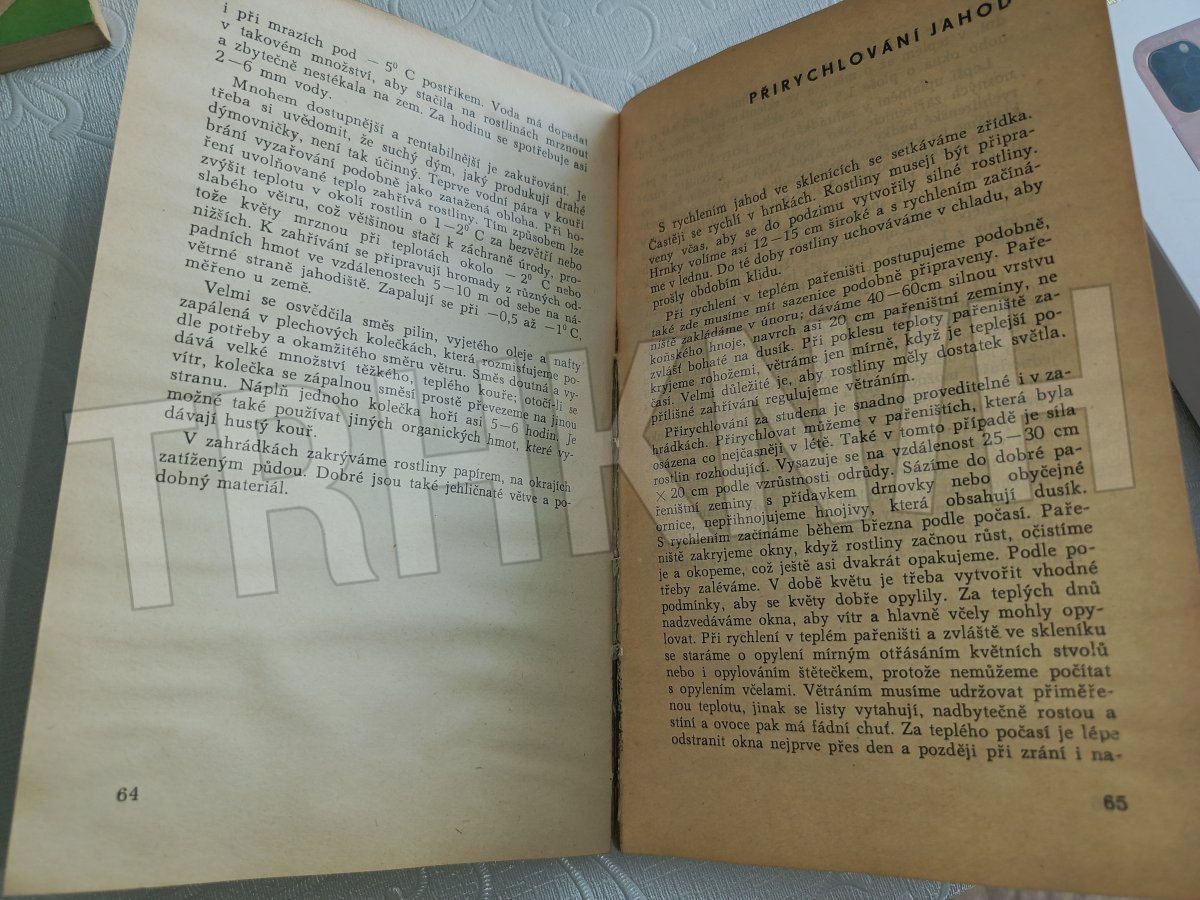 i při mrazích pod — 5⁰ C postřikem. Voda má dopadat
v takovém množství, aby stačila na rostlinách mrznout
a zbytečně nestékala na zem. Za hodinu se spotřebuje asi
2—6 mm vody.
Mnohem dostupnější a rentabilnější je zakuřování. Je
třeba si uvědomit, že suchý dým, jaký produkují drahé
dýmovničky, není tak účinný. Teprve vodní pára v kouři
brání vyzařování podobně jako zatažená obloha. Při ho-
ření uvolňované teplo zahřívá rostliny. Tím způsobem lze
zvýšit teplotu v okolí rostlin o 1—2⁰ C za bezvětří nebo
slabého větru, což většinou stačí k záchraně úrody, pro-
tože květy mrznou při teplotách okolo — 2⁰ C nebo
nižších. K zahřívání se připravují hromady z různých od-
padních hmot ve vzdálenostech 5—10 m od sebe na ná-
větrné straně jahodiště. Zapalují se při —0,5 až —1⁰ C,
měřeno u země.
Velmi se osvědčila směs pilin, vyjetého oleje a nafty
zapálená v plechových kolečkách, která rozmisťujeme po-
dle potřeby a okamžitého směru větru. Směs doutná a vy-
dává velké množství těžkého, teplého kouře; otočí-li se
vítr, kolečka se zápalnou směsí prostě převezeme na jinou
stranu. Náplň jednoho kolečka hoří asi 5—6 hodin. Je
možné také používat jiných organických hmot, které vy-
dávají hustý kouř.
V zahrádkách zakrýváme rostliny papírem, na okrajích
zatíženým půdou. Dobré jsou také jehličnaté větve a po-
dobný materiál.
64
PŘIRYCHLOVÁNÍ JAHOD
S rychlením jahod ve sklenících se setkáváme zřídka.
Častěji se rychlí v hrnkách. Rostliny musejí být připra-
veny včas, aby se do podzimu vytvořily silné rostliny.
Hrnky volíme asi 12—15 cm široké a s rychlením začíná-
me v lednu. Do té doby rostliny uchováváme v chladu, aby
prošly obdobím klidu.
Při rychlení v teplém pařeništi postupujeme podobně,
také zde musíme mít sazenice podobně připraveny. Paře-
niště zakládáme v únoru; dáváme 40—60cm silnou vrstvu
koňského hnoje, navrch asi 20 cm pařeništní zeminy, ne
zvlášť bohaté na dusík. Při poklesu teploty pařeniště za-
kryjeme rohožemi, větráme jen mírně, když je teplejší po-
časí. Velmi důležité je, aby rostliny měly dostatek světla.
přílišné zahřívání regulujeme větráním.
Přirychlování za studena je snadno proveditelné i v za-
hrádkách. Přirychlovat můžeme v pařeništích, která byla
osázena co nejčasněji v létě. Také v tomto případě je síla
rostlin rozhodující. Vysazuje se na vzdálenost 25—30 cm
× 20 cm podle vzrůstnosti odrůdy. Sázíme do dobré pa-
řeništní zeminy s přídavkem drnovky nebo obyčejné
ornice, nepřihnojujeme hnojivy, která obsahují dusík.
S rychlením začínáme během března podle počasí. Paře-
niště zakryjeme okny, když rostliny začnou růst, očistíme
je a okopeme, což ještě asi dvakrát opakujeme. Podle po-
třeby zaléváme. V době květu je třeba vytvořit vhodné
podmínky, aby se květy dobře opylily. Za teplých dnů
nadzvedáváme okna, aby vítr a hlavně včely mohly opy-
lovat. Při rychlení v teplém pařeništi a zvláště ve skleníku
se staráme o opylení mírným otřásáním květních stvolů
nebo i opylováním štětečkem, protože nemůžeme počítat
s opylením včelami. Větráním musíme udržovat přiměře-
nou teplotu, jinak se listy vytahují, nadbytečně rostou a
stíní a ovoce pak má fádní chuť. Za teplého počasí je lépe
odstranit okna nejprve přes den a později při zrání i na-
65
TRHKNIH